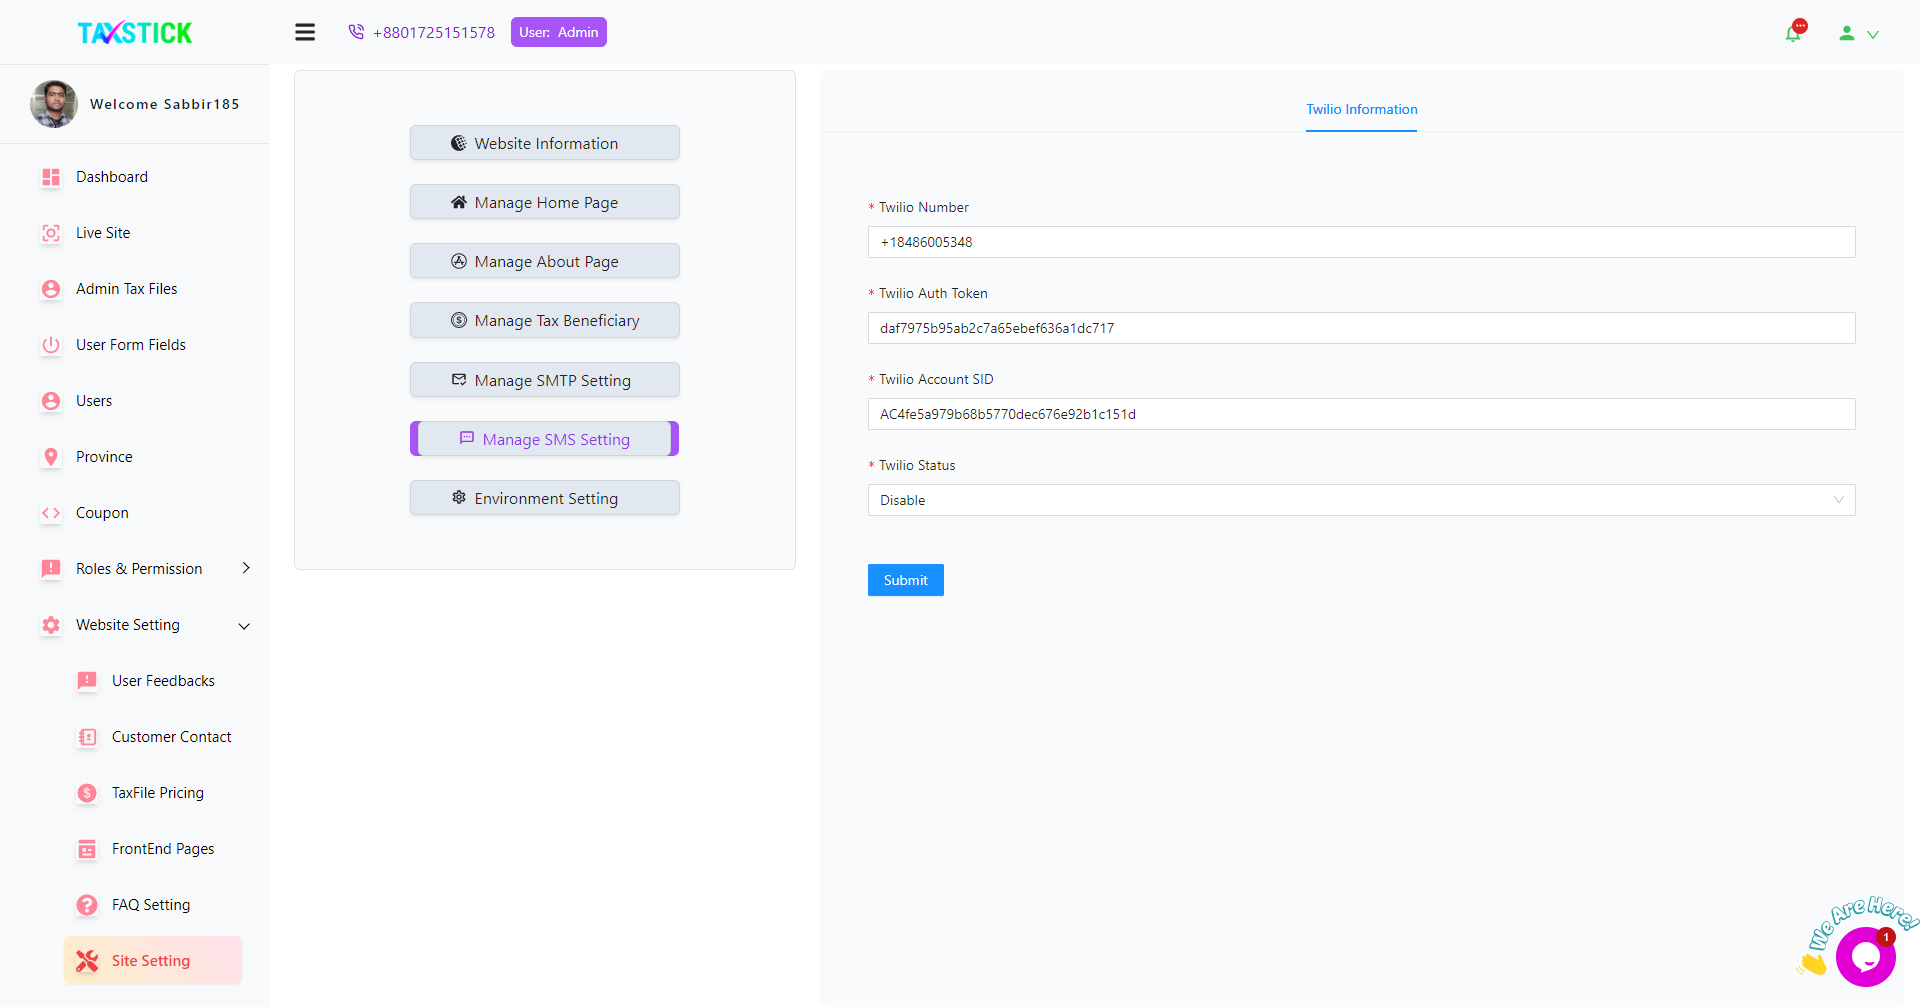 TAXSTICK
+8801725151578
User: Admin
Welcome Sabbir185
Dashboard
Live Site
Admin Tax Files
User Form Fields
Users
Province
Coupon
Roles & Permission
Website Setting
User Feedbacks
Customer Contact
TaxFile Pricing
FrontEnd Pages
FAQ Setting
Site Setting
Website Information
Manage Home Page
Manage About Page
Manage Tax Beneficiary
Manage SMTP Setting
Manage SMS Setting
Environment Setting
Twilio Information
* Twilio Number
+18486005348
* Twilio Auth Token
daf7975b95ab2c7a65ebef636a1dc717
* Twilio Account SID
AC4fe5a979b68b5770dec676e92b1c151d
* Twilio Status
Disable
Submit
We Are Here!
1